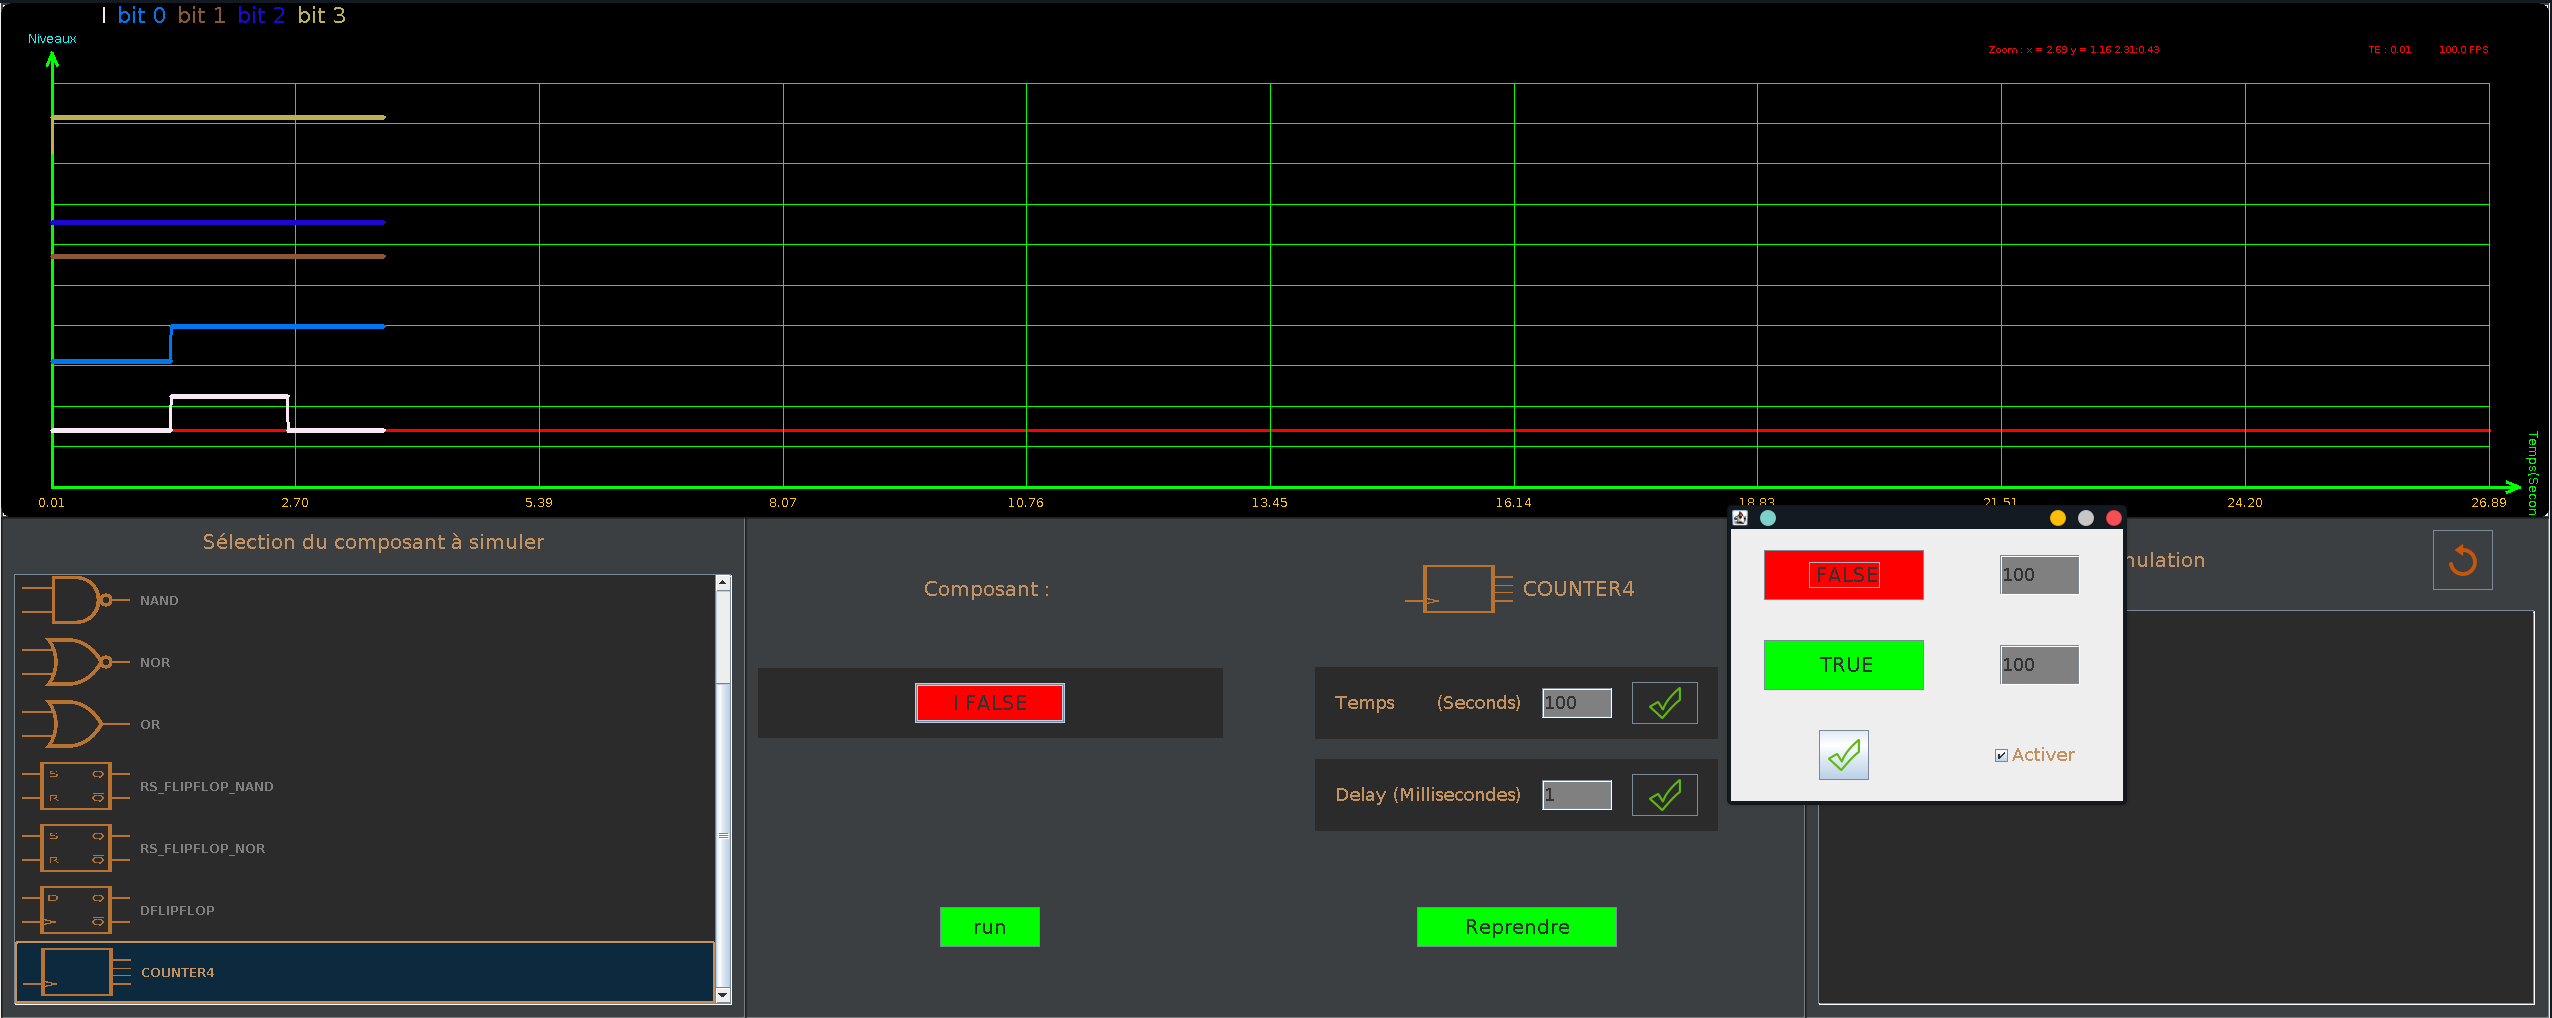 I bit 0 bit 1 bit 2 bit 3
Niveaux
Zoom : x = 2.69 y = 1.16 2.31:0.43
TE : 0.01 100.0 FPS
Temps(Secon
0.01 2.70 5.39 8.07 10.76 13.45 16.14 18.83 21.51 24.20 26.89
Sélection du composant à simuler
NAND
NOR
OR
S Q
R Q
RS_FLIPFLOP_NAND
S Q
R Q
RS_FLIPFLOP_NOR
D Q
Q
DFLIPFLOP
COUNTER4
Composant :
COUNTER4
I FALSE
Temps (Seconds) 100
Delay (Millisecondes) 1
run
Reprendre
FALSE 100
TRUE 100
Activer
nulation